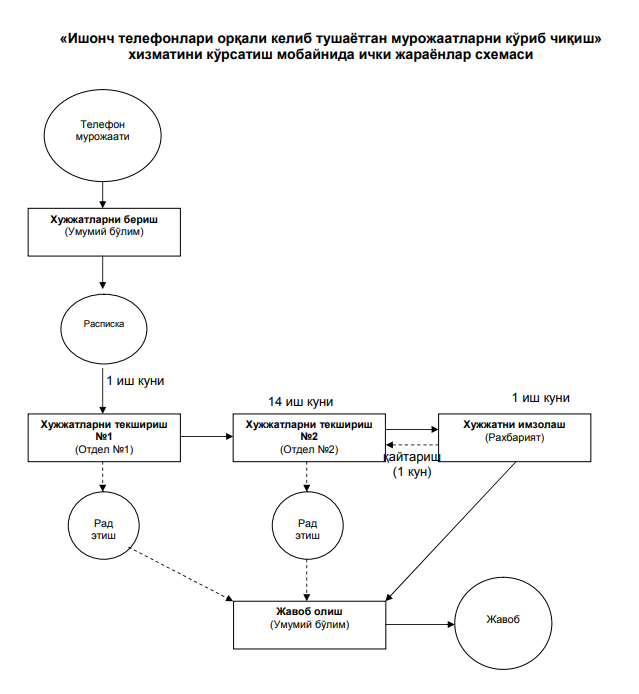 «Ишонч телефонлари орқали келиб тушаётган мурожаатларни кўриб чиқиш»
хизматини кўрсатиш мобайнида ички жараёнлар схемаси
Телефон
мурожаати
Хужжатларни бериш
(Умумий бўлим)
Расписка
1 иш куни
14 иш куни
1 иш куни
Хужжатларни текшириш
№1
(Отдел №1)
Хужжатларни текшириш
№2
(Отдел №2)
Хужжатни имзолаш
(Рахбарият)
қайтариш
(1 кун)
Рад
этиш
Рад
этиш
Жавоб олиш
(Умумий бўлим)
Жавоб